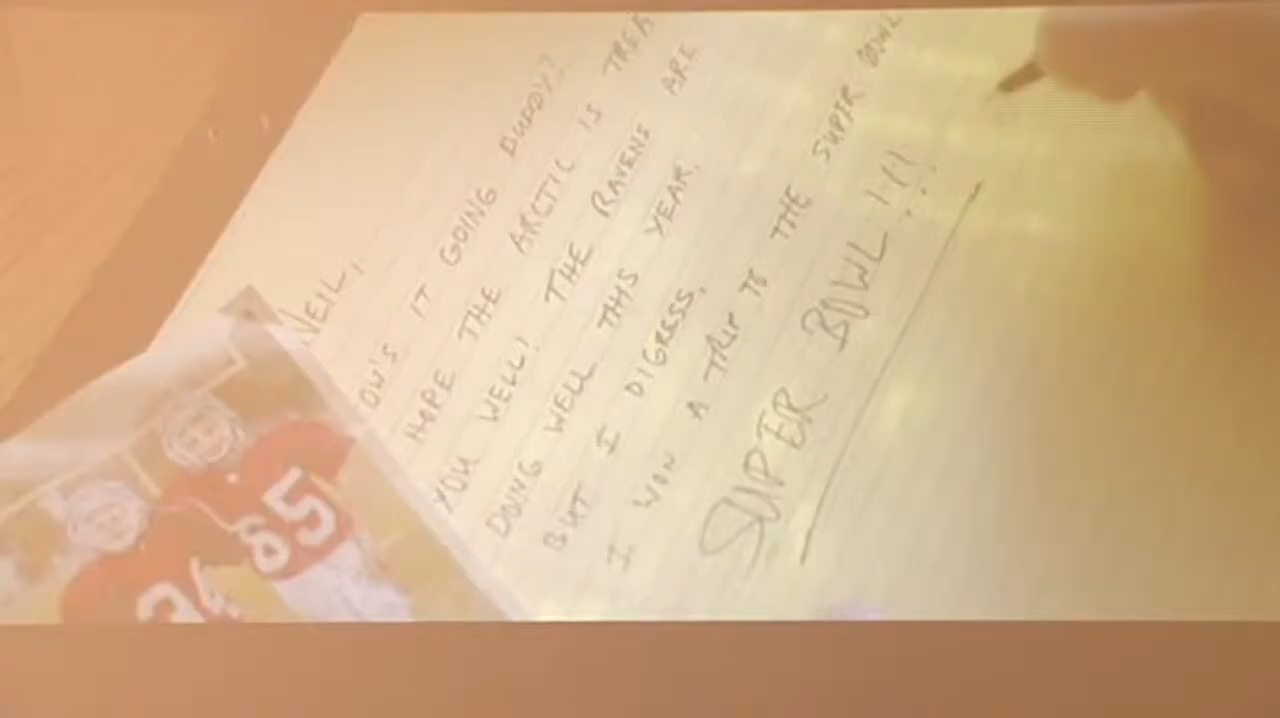 NEIL,
OW'S IT GOING BUDDY?
HOPE THE ARCTIC IS TREA
YOU WELL! THE RAVENS ARE
DOING WELL THIS YEAR,
BUT I DIGRESS,
I WON A TRIP TO THE SUPER BOWL
SUPER BOWL!!!
85
34